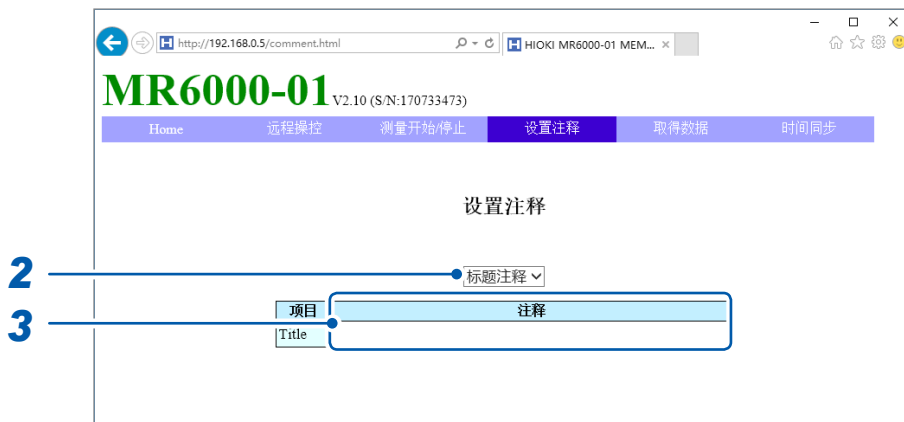 http://192.168.0.5/comment.html
HIOKI MR6000-01 MEM...
MR6000-01 V2.10 (S/N:170733473)
Home 远程操控 测量开始/停止 设置注释 取得数据 时间同步
设置注释
2 标题注释
项目 注释
3
Title